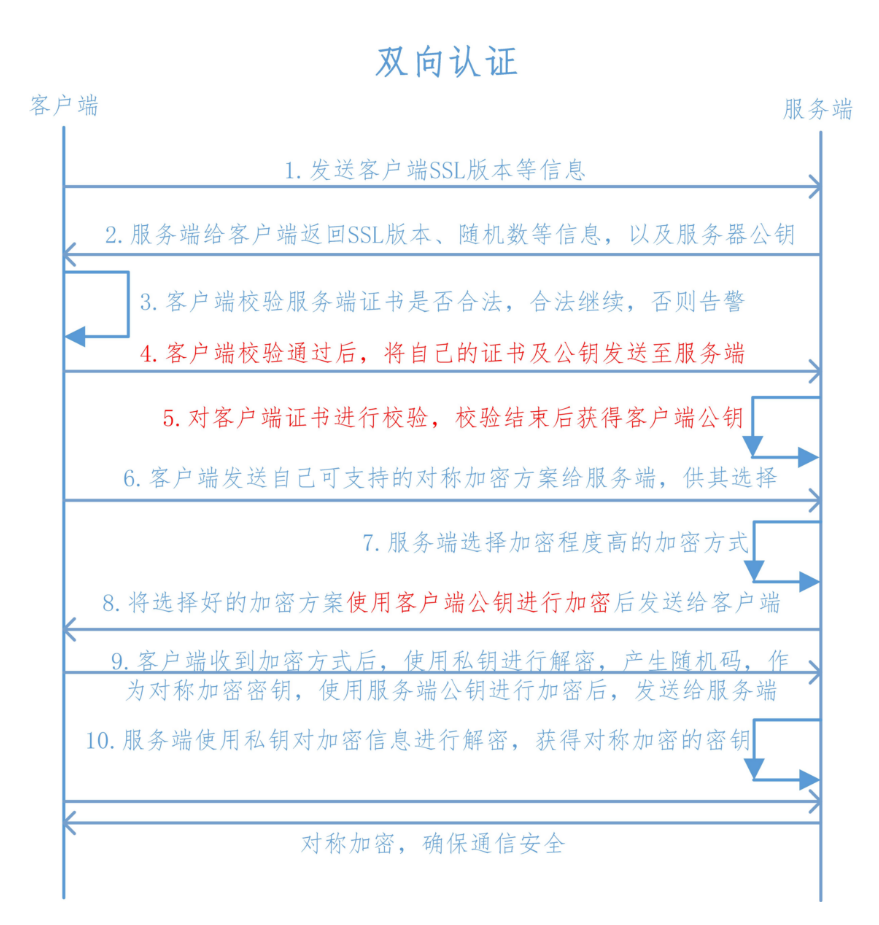 双向认证
客户端
服务端
1.发送客户端SSL版本等信息
2.服务端给客户端返回SSL版本、随机数等信息，以及服务器公钥
3.客户端校验服务端证书是否合法，合法继续，否则告警
4.客户端校验通过后，将自己的证书及公钥发送至服务端
5.对客户端证书进行校验，校验结束后获得客户端公钥
6.客户端发送自己可支持的对称加密方案给服务端，供其选择
7.服务端选择加密程度高的加密方式
8.将选择好的加密方案使用客户端公钥进行加密后发送给客户端
9.客户端收到加密方式后，使用私钥进行解密，产生随机码，作
为对称加密密钥，使用服务端公钥进行加密后，发送给服务端
10.服务端使用私钥对加密信息进行解密，获得对称加密的密钥
对称加密，确保通信安全